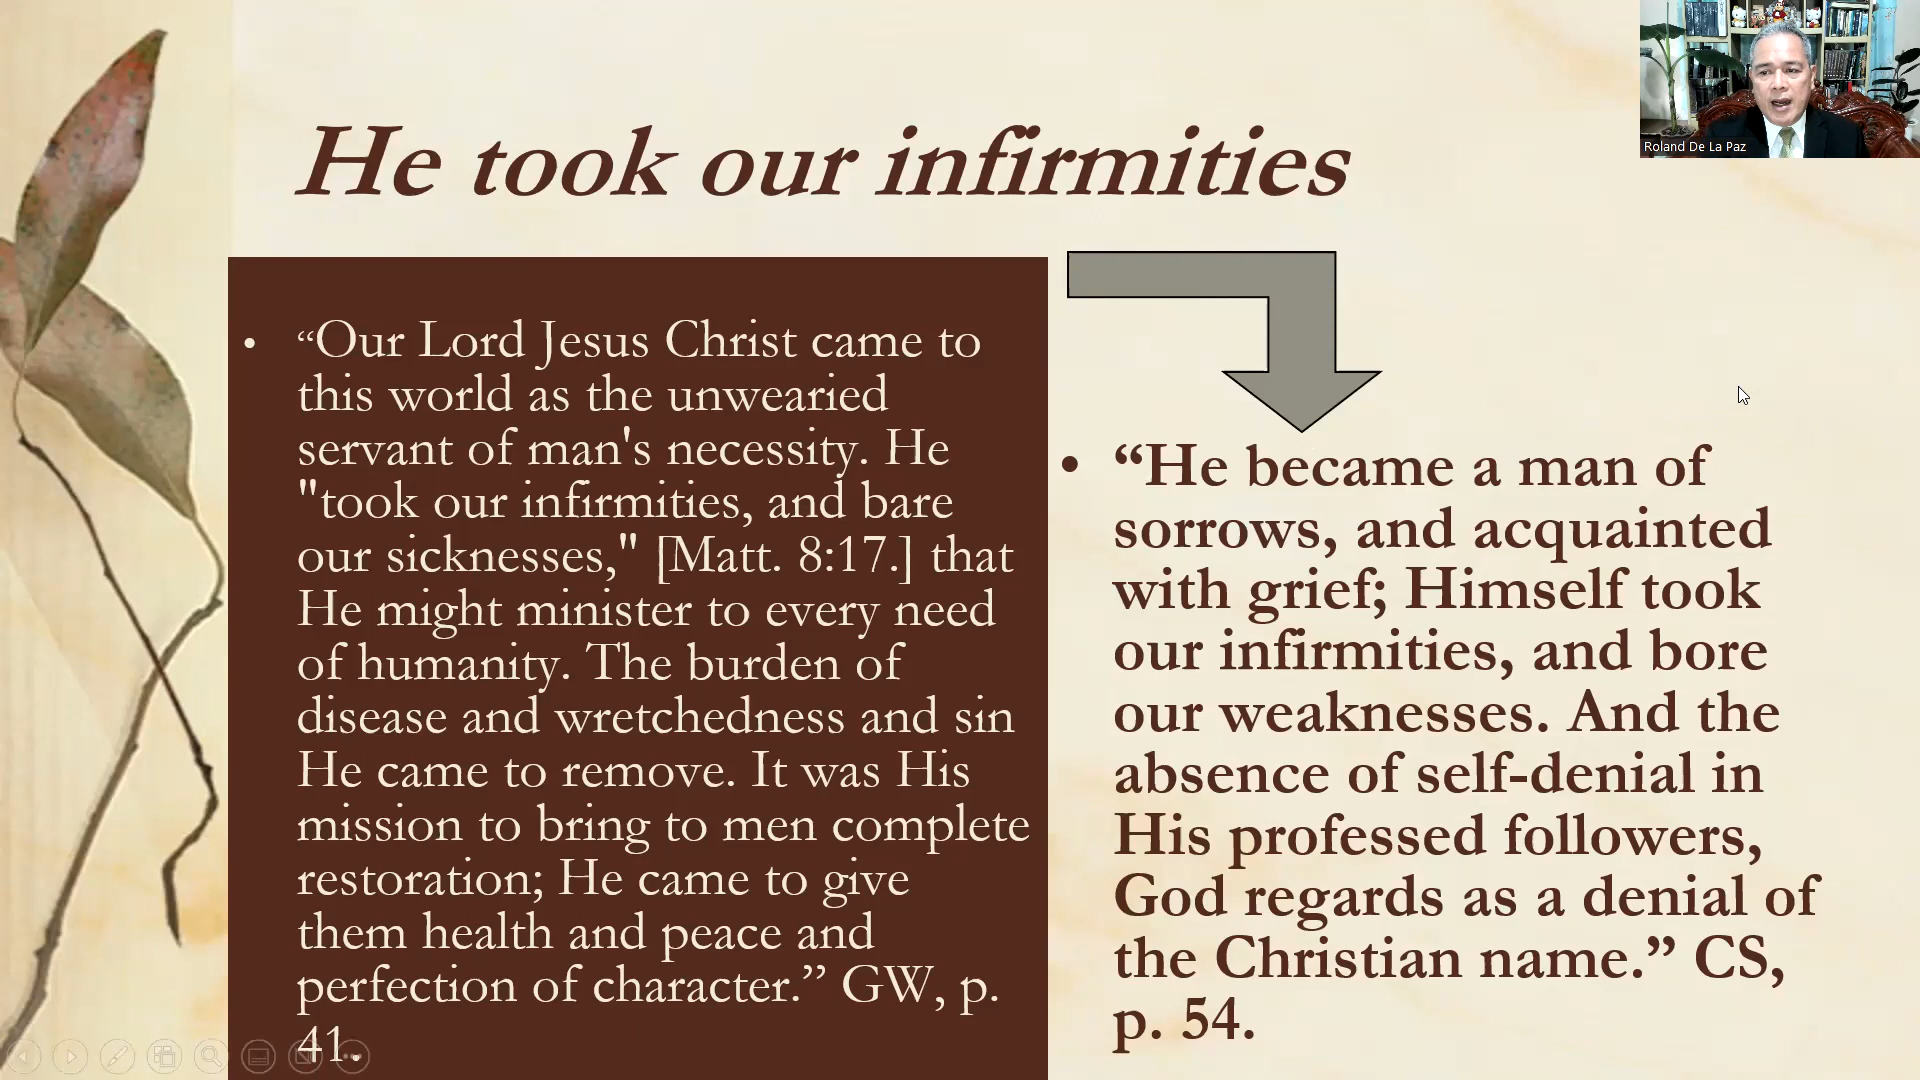 Roland De La Paz
He took our infirmities
• “Our Lord Jesus Christ came to
this world as the unwearied
servant of man's necessity. He
"took our infirmities, and bare
our sicknesses," [Matt. 8:17.] that
He might minister to every need
of humanity. The burden of
disease and wretchedness and sin
He came to remove. It was His
mission to bring to men complete
restoration; He came to give
them health and peace and
perfection of character.” GW, p.
41.
• “He became a man of
sorrows, and acquainted
with grief; Himself took
our infirmities, and bore
our weaknesses. And the
absence of self-denial in
His professed followers,
God regards as a denial of
the Christian name.” CS,
p. 54.